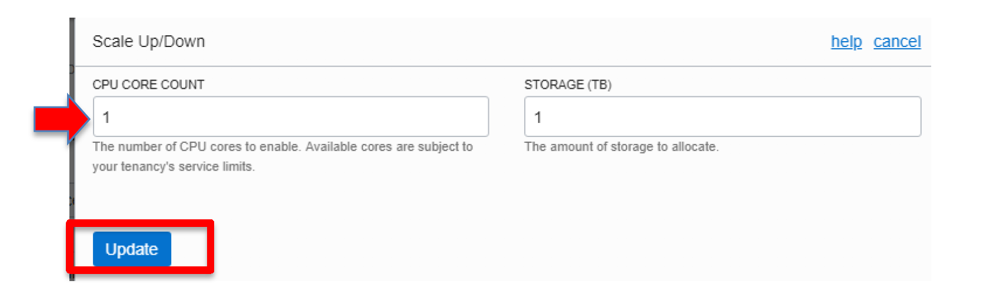 Scale Up/Down help cancel
CPU CORE COUNT STORAGE (TB)
1 1
The number of CPU cores to enable. Available cores are subject to The amount of storage to allocate.
your tenancy's service limits.
Update